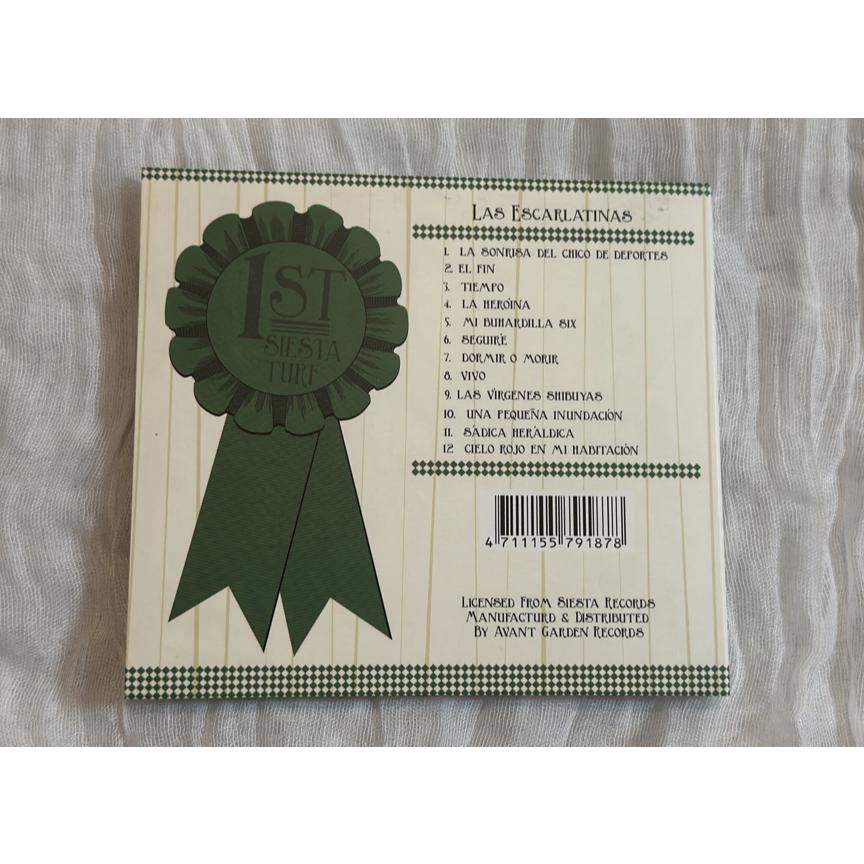 1ST
SIESTA
TURF
LAS ESCARLATINAS
1. LA SONRISA DEL CHICO DE DEPORTES
2. EL FIN
3. TIEMPO
4. LA HERÓINA
5. MI BUHARDILLA SIX
6. SEGUIRÉ
7. DORMIR O MORIR
8. VIVO
9. LAS VÍRGENES SHIBUYAS
10. UNA PEQUEÑA INUNDACIÓN
11. SÁDICA HERÁLDICA
12 CIELO ROJO EN MI HABITACIÓN
4 711155 791878
LICENSED FROM SIESTA RECORDS
MANUFACTURD & DISTRIBUTED
BY AVANT GARDEN RECORDS